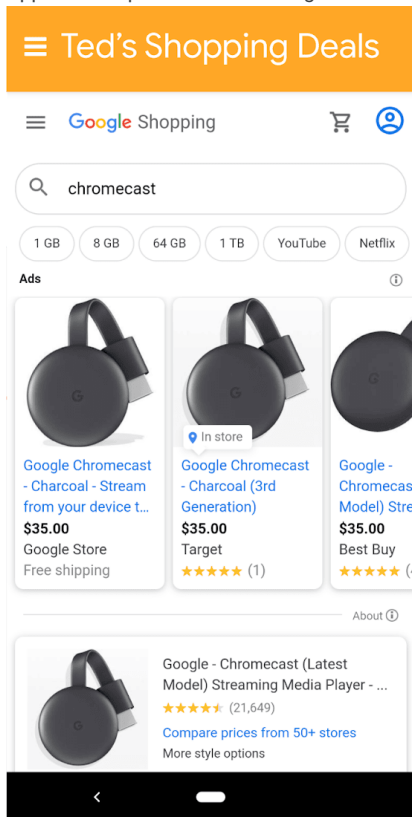 Ted's Shopping Deals
Google Shopping
chromecast
1 GB
8 GB
64 GB
1 TB
YouTube
Netflix
Ads
In store
Google Chromecast
- Charcoal - Stream
from your device t...
$35.00
Google Store
Free shipping
Google Chromecast
- Charcoal (3rd
Generation)
$35.00
Target
(1)
Google -
Chromecas
Model) Stre
$35.00
Best Buy
About
Google - Chromecast (Latest
Model) Streaming Media Player - ...
(21,649)
Compare prices from 50+ stores
More style options